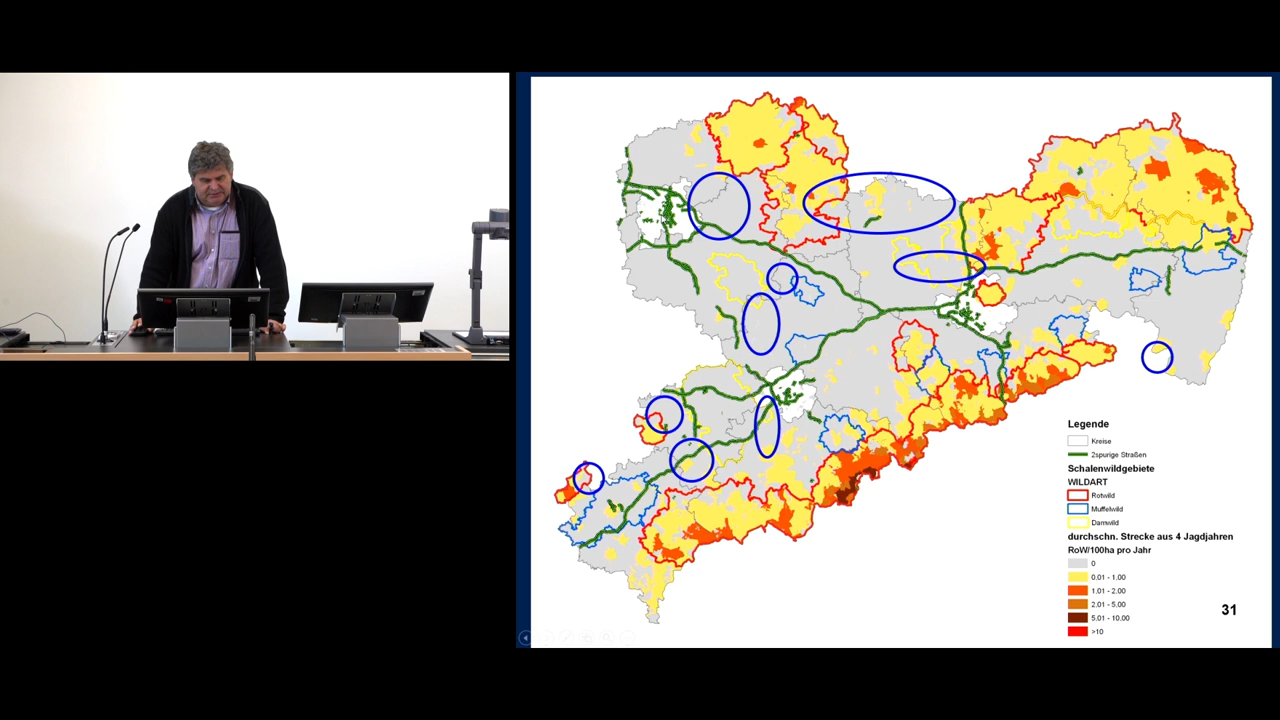 Legende
Kreise
2spurige Straßen
Schalenwildgebiete
WILDART
Rotwild
Muffelwild
Damwild
durchschn. Strecke aus 4 Jagdjahren
RoW/100ha pro Jahr
0
0,01 - 1,00
1,01 - 2,00
2,01 - 5,00
5,01 - 10,00
>10
31